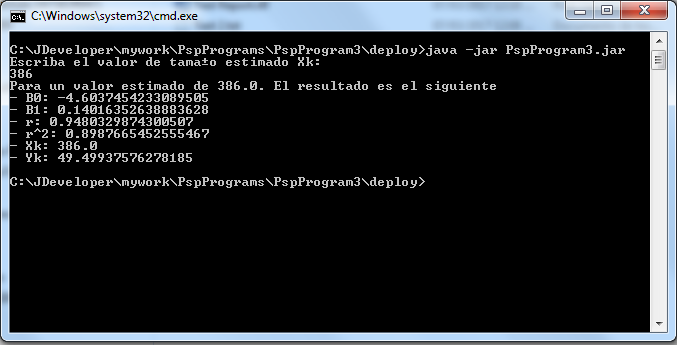 C:\Windows\system32\cmd.exe
C:\JDeveloper\mywork\PspPrograms\PspProgram3\deploy>java -jar PspProgram3.jar
Escriba el valor de tama±o estimado Xk:
386
Para un valor estimado de 386.0. El resultado es el siguiente
- B0: -4.6037454233089505
- B1: 0.14016352638883628
- r: 0.9480329874300507
- r^2: 0.8987665452555467
- Xk: 386.0
- Yk: 49.49937576278185
C:\JDeveloper\mywork\PspPrograms\PspProgram3\deploy>